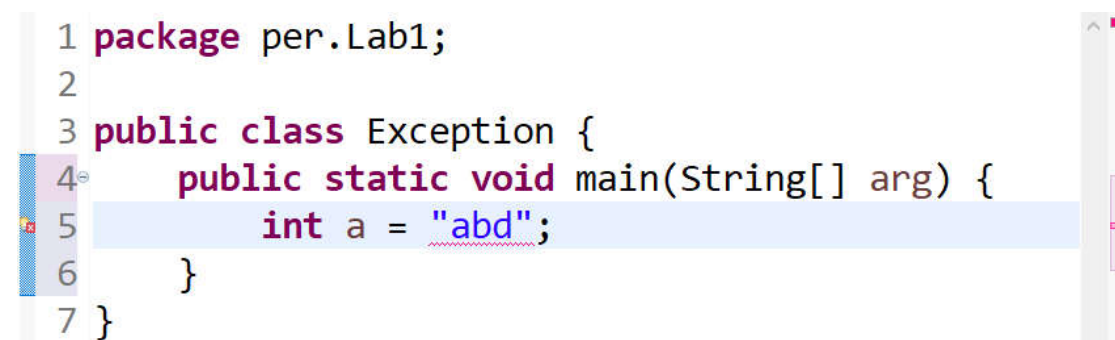 1 package per.Lab1;
2
3 public class Exception {
4 public static void main(String[] arg) {
5 int a = "abd";
6 }
7 }